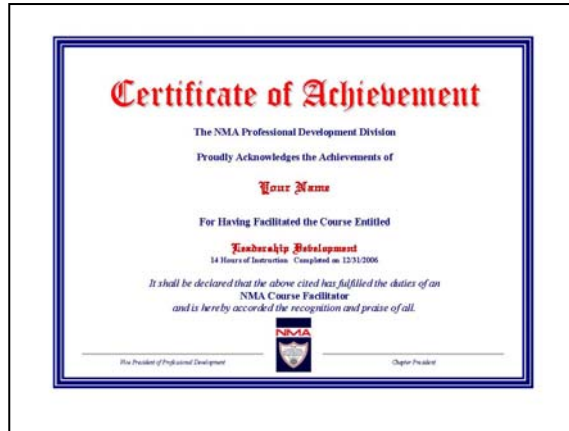 Certificate of Achievement
The NMA Professional Development Division
Proudly Acknowledges the Achievements of
Your Name
For Having Facilitated the Course Entitled
Leadership Development
14 Hours of Instruction Completed on 12/31/2006
It shall be declared that the above cited has fulfilled the duties of an
NMA Course Facilitator
and is hereby accorded the recognition and praise of all.
NMA
Vice President of Professional Development
Chapter President